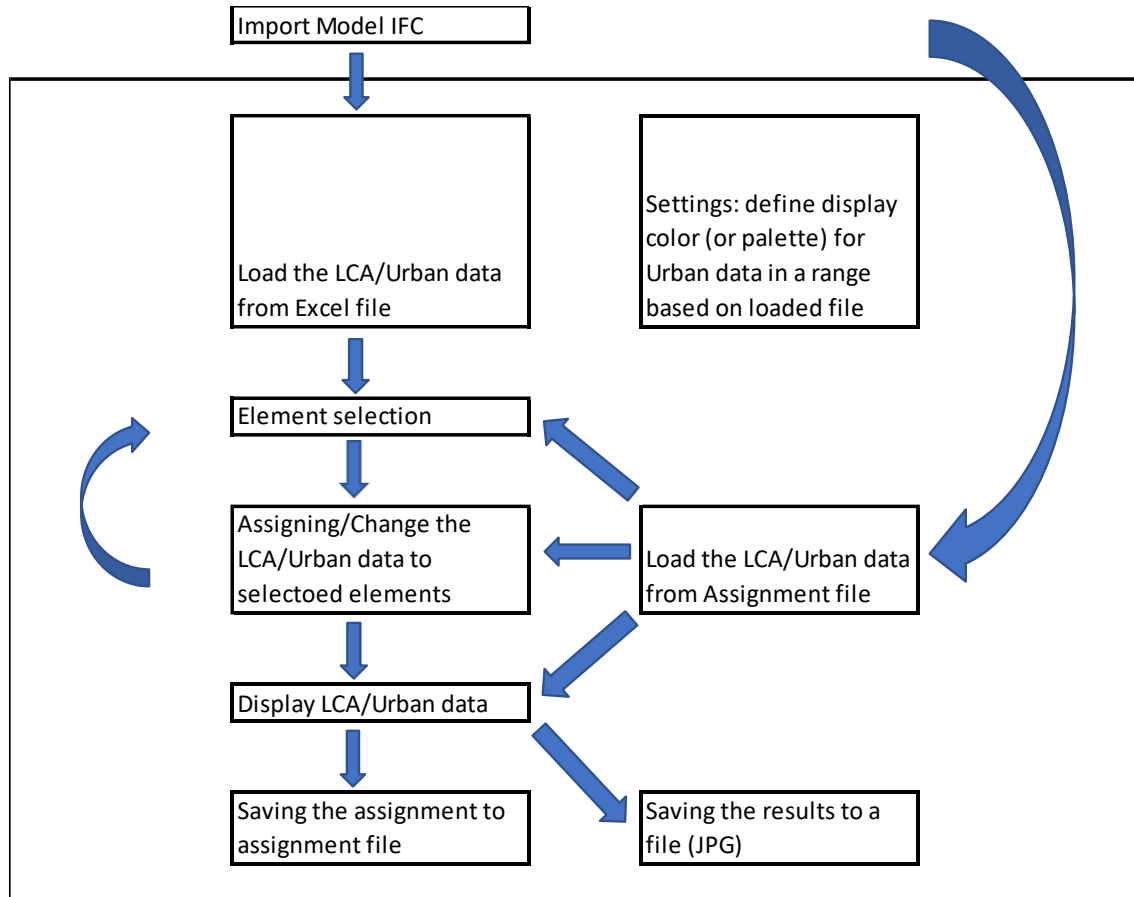 Import Model IFC
Load the LCA/Urban data
from Excel file
Settings: define display
color (or palette) for
Urban data in a range
based on loaded file
Element selection
Assigning/Change the
LCA/Urban data to
selectoed elements
Load the LCA/Urban data
from Assignment file
Display LCA/Urban data
Saving the assignment to
assignment file
Saving the results to a
file (JPG)